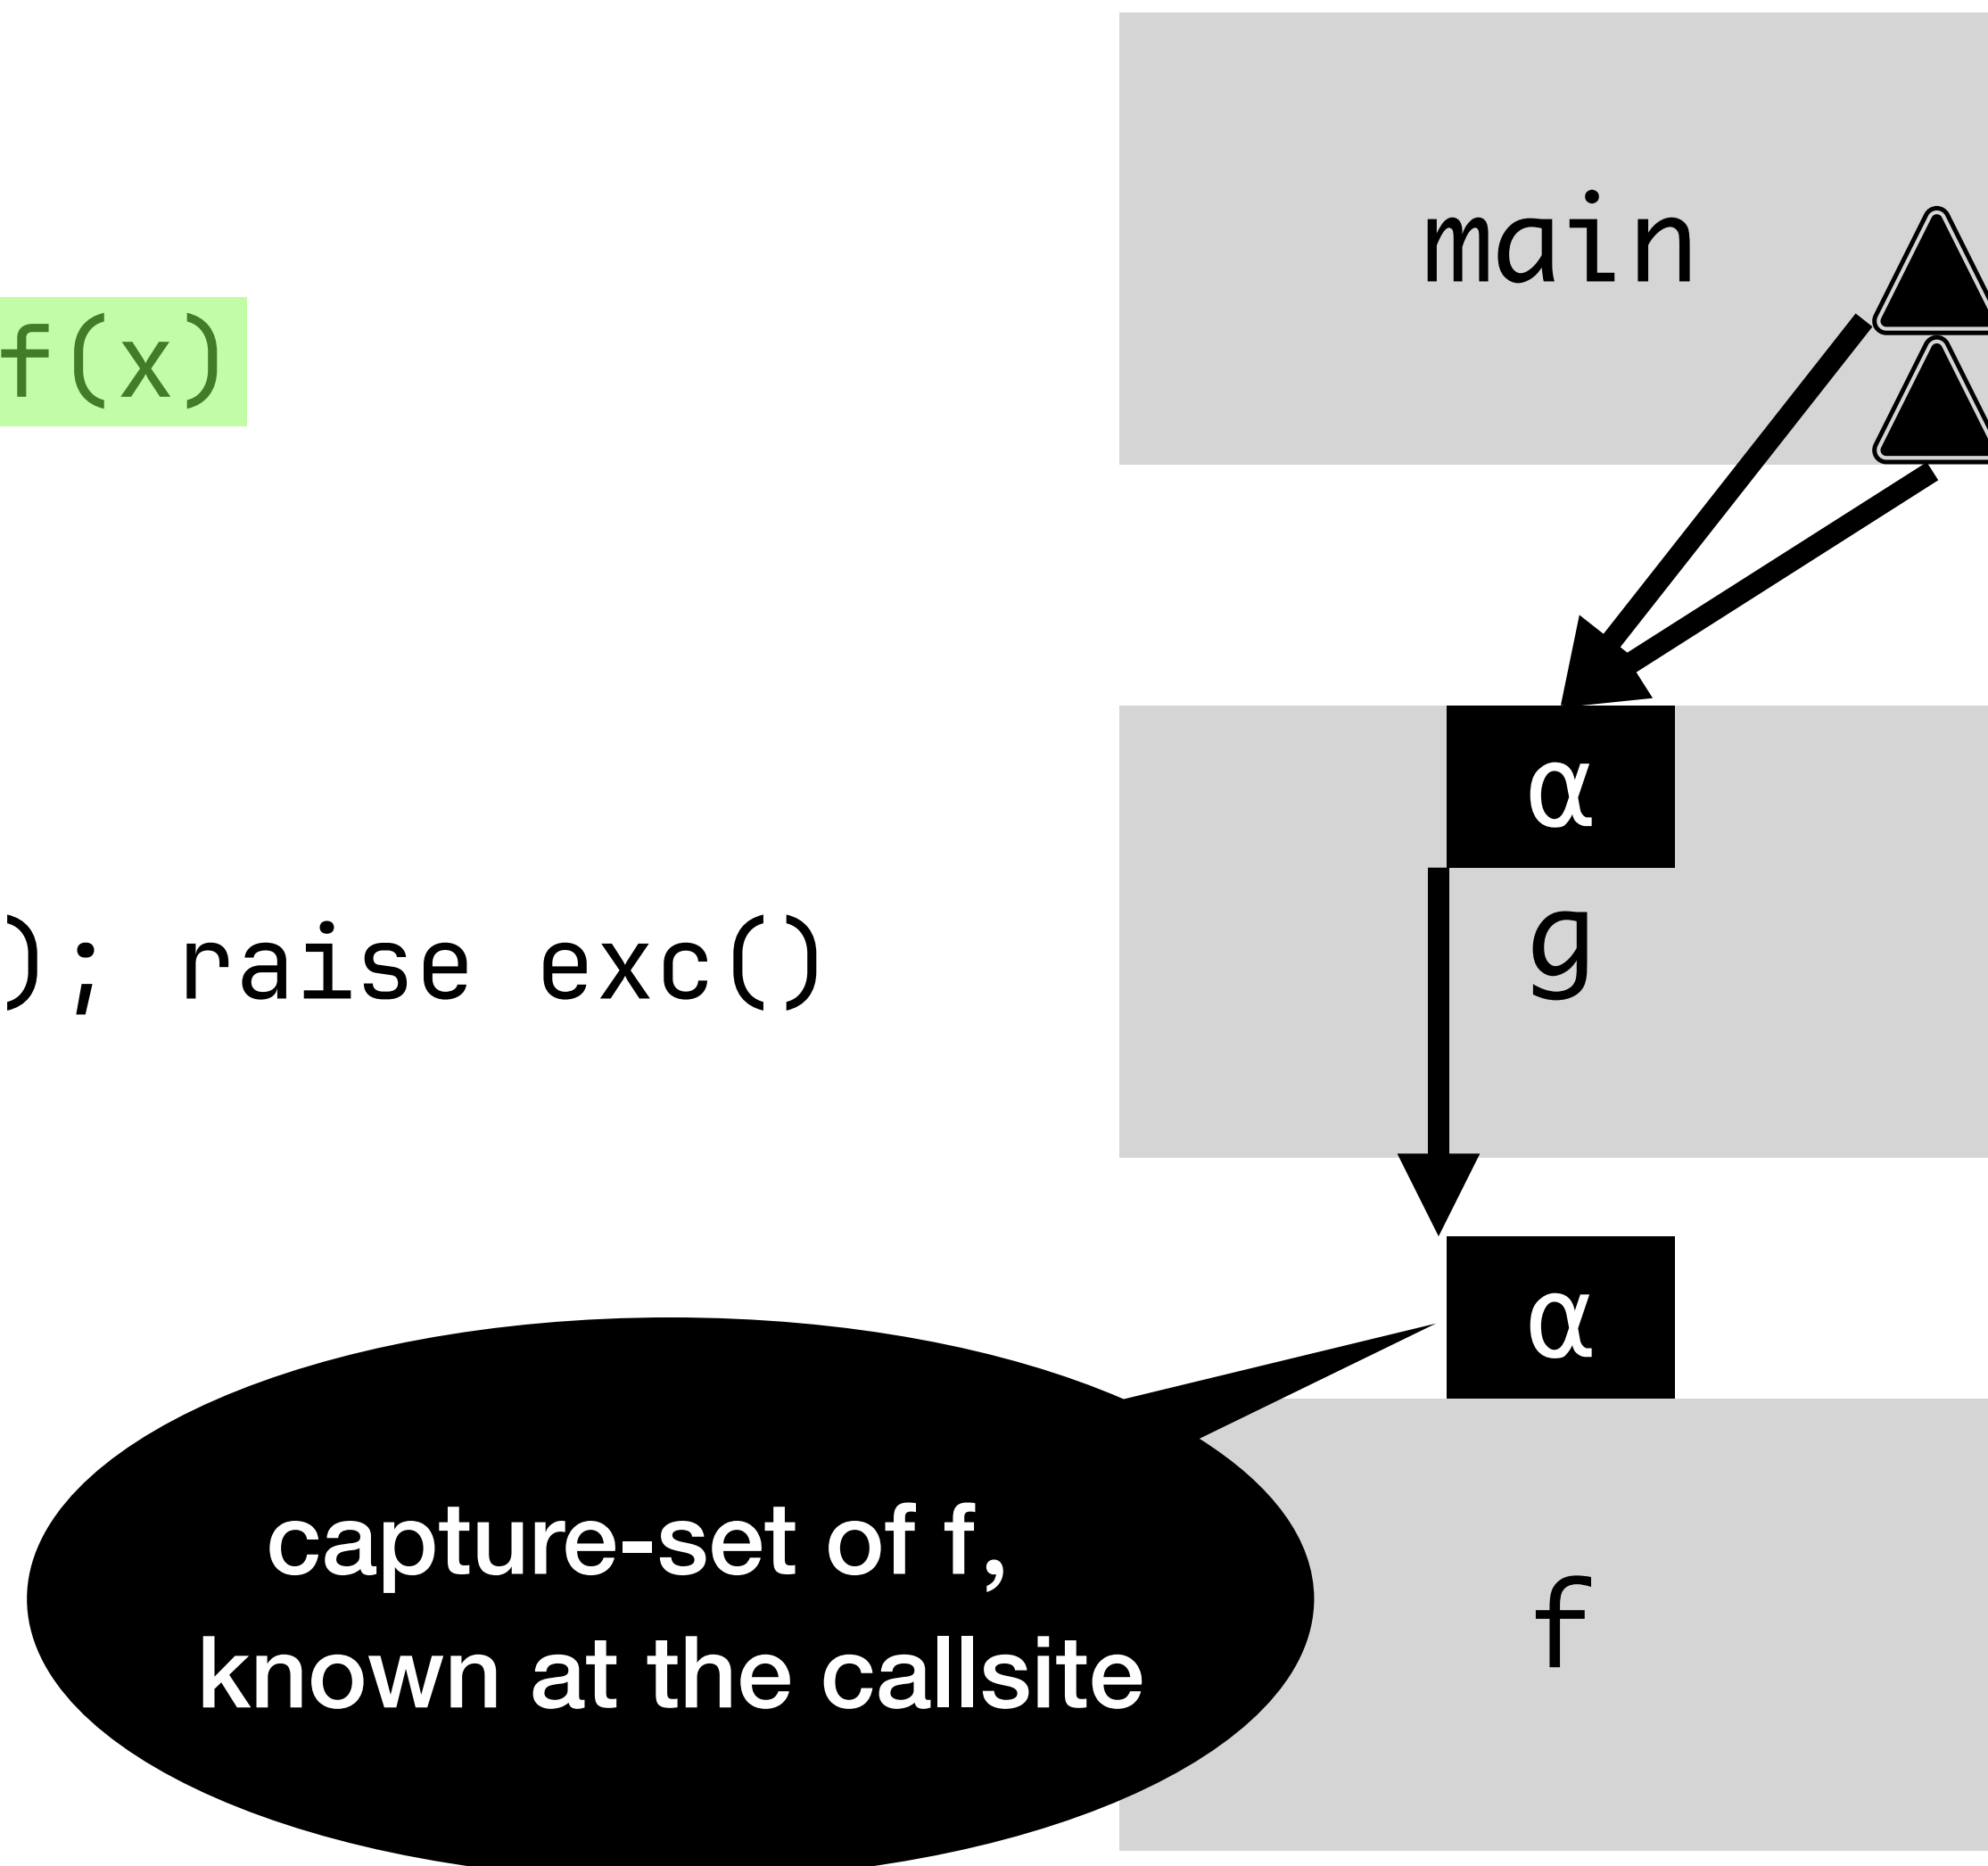 main
f(x)
α
g
); raise exc()
α
capture-set of f,
known at the callsite
f